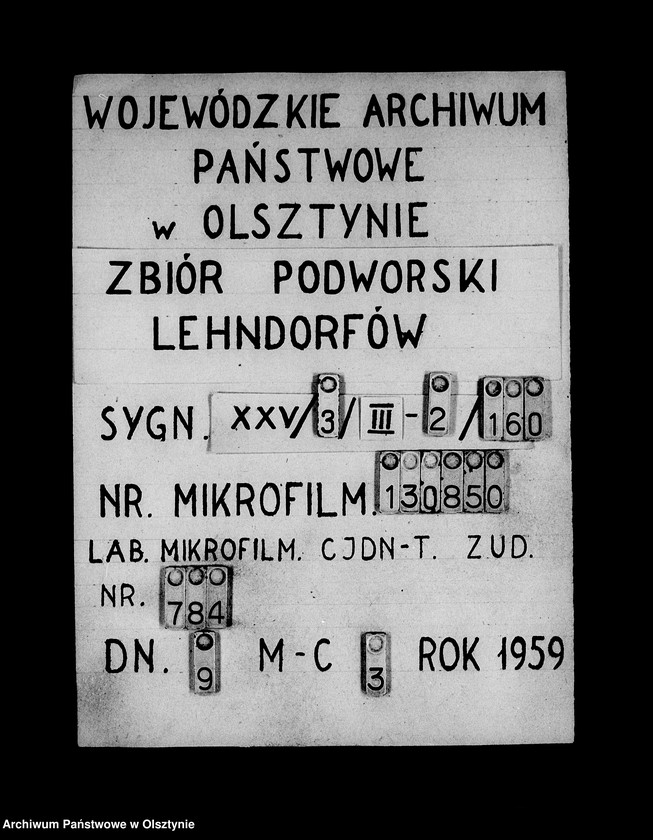 WOJEWÓDZKIE ARCHIWUM
PAŃSTWOWE
w OLSZTYNIE
ZBIÓR PODWORSKI
LEHNDORFÓW
SYGN. XXV/3/III-2/160
NR. MIKROFILM. 130850
LAB. MIKROFILM. CJDN-T. Z.UD.
NR. 784
DN. 9 M-C 3 ROK 1959
Archiwum Państwowe w Olsztynie